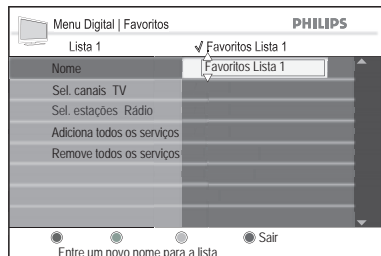 Menu Digital | Favoritos PHILIPS
Lista 1 √ Favoritos Lista 1
Nome Favoritos Lista 1
Sel. canais TV
Sel. estações Rádio
Adiciona todos os serviços
Remove todos os serviços
Sair
Entre um novo nome para a lista